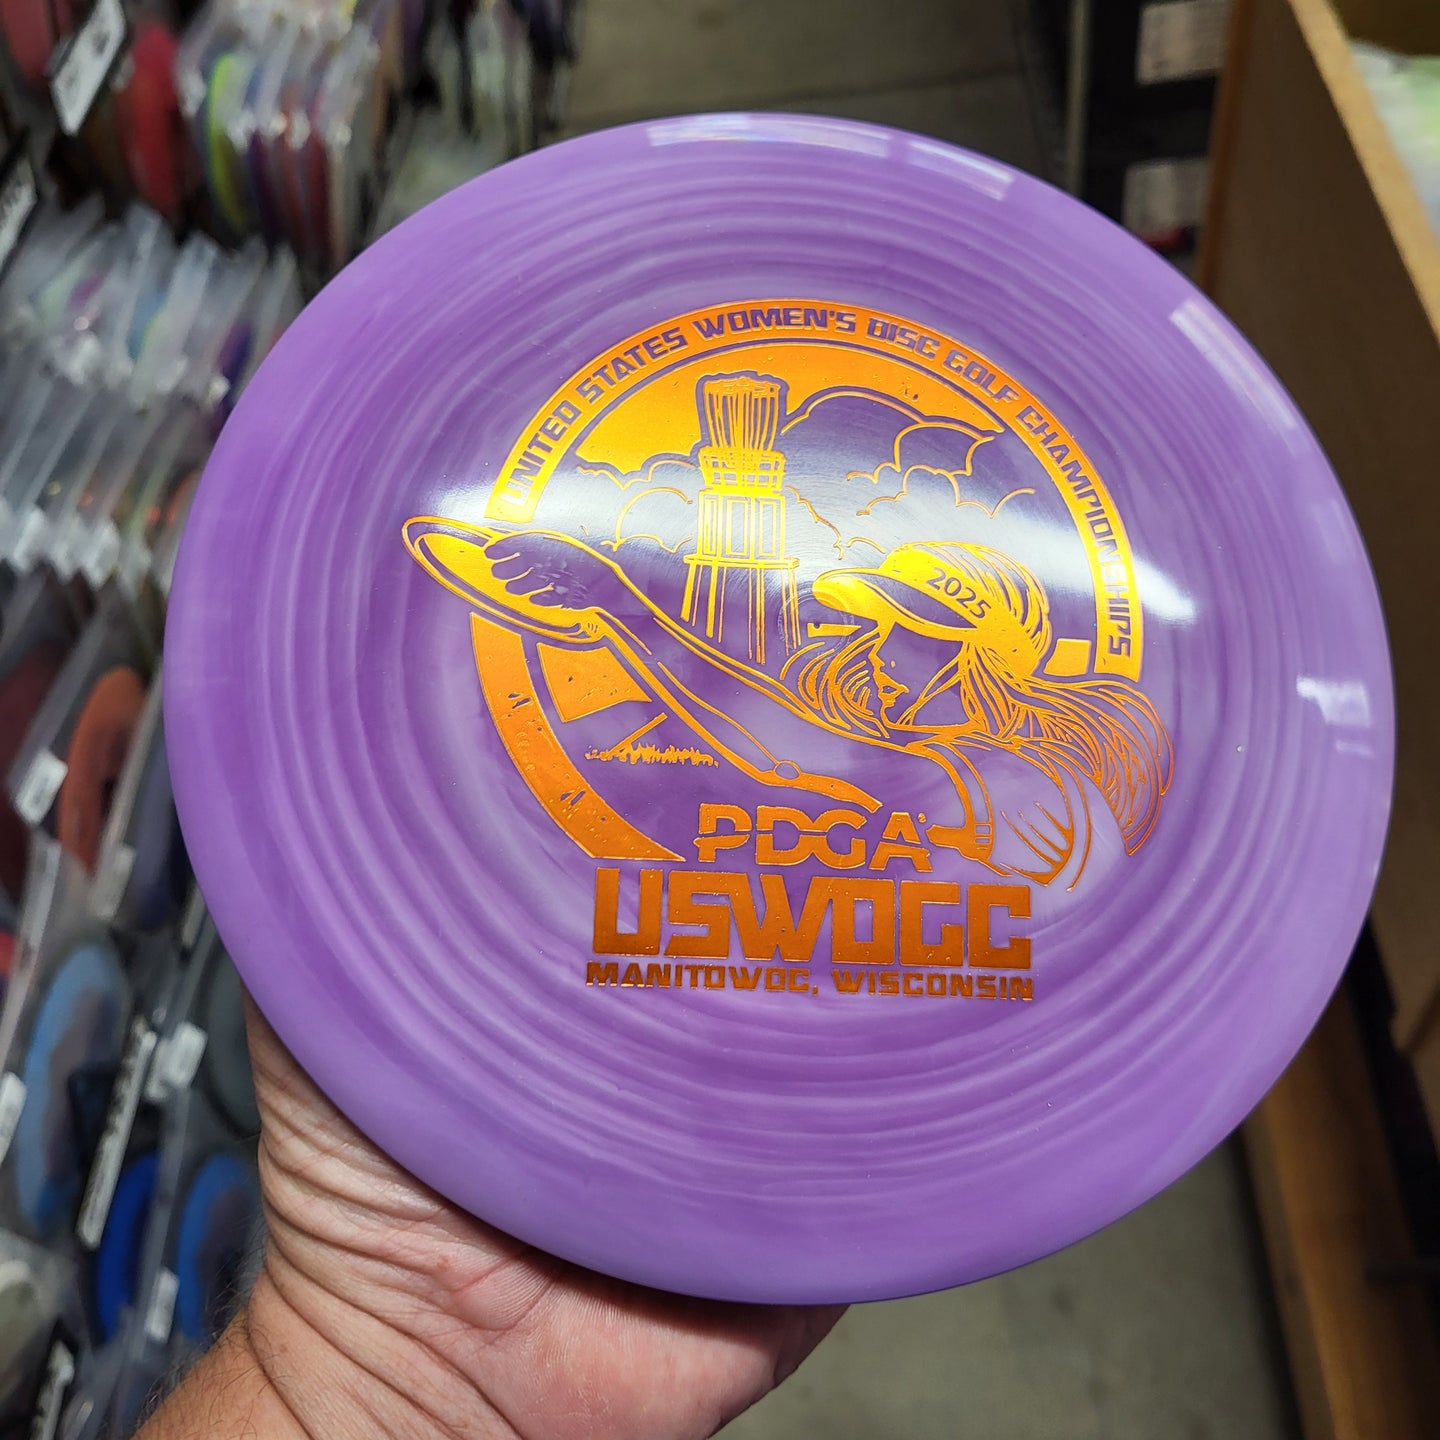 UNITED STATES WOMEN'S DISC GOLF CHAMPIONSHIPS
2025
PDGA
USWDGC
MANITOWOC, WISCONSIN